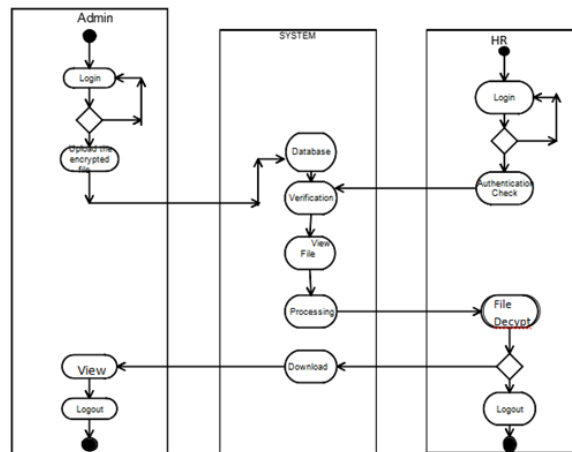 Admin
Login
Upload the
encrypted
file
View
Logout
SYSTEM
Database
Verification
View
File
Processing
Download
HR
Login
Authentication
Check
File
Decypt
Logout